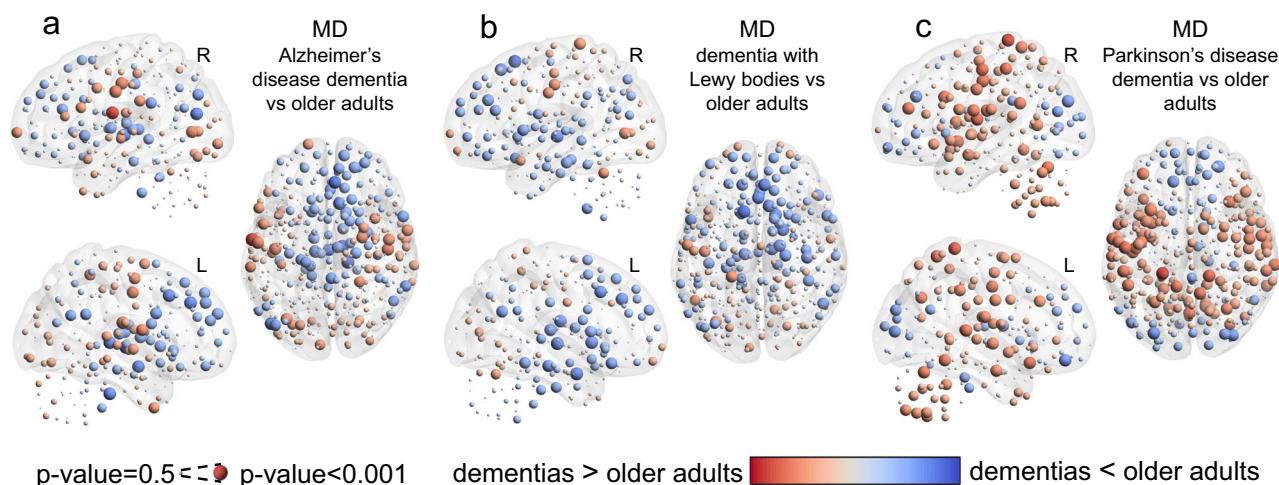 a
MD
Alzheimer's
disease dementia
vs older adults
R
L
b
MD
dementia with
Lewy bodies vs
older adults
R
L
c
MD
Parkinson's disease
dementia vs older
adults
R
L
p-value=0.5 p-value<0.001
dementias > older adults dementias < older adults